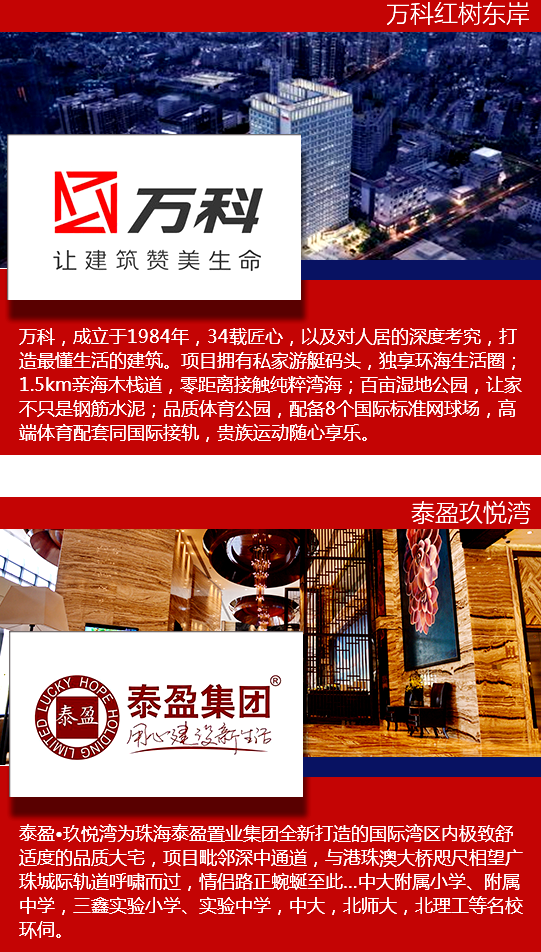 万科红树东岸
万科
让建筑赞美生命
万科，成立于1984年，34载匠心，以及对人居的深度考究，打
造最懂生活的建筑。项目拥有私家游艇码头，独享环海生活圈；
1.5km亲海木栈道，零距离接触纯粹湾海；百亩湿地公园，让家
不只是钢筋水泥；品质体育公园，配备8个国际标准网球场，高
端体育配套同国际接轨，贵族运动随心享乐。
泰盈玖悦湾
LUCKY HOPE HOLDING LIMITED
泰盈
泰盈集团®
用心建设新生活
泰盈•玖悦湾为珠海泰盈置业集团全新打造的国际湾区内极致舒
适度的品质大宅，项目毗邻深中通道，与港珠澳大桥咫尺相望广
珠城际轨道呼啸而过，情侣路正蜿蜒至此...中大附属小学、附属
中学，三鑫实验小学、实验中学，中大，北师大，北理工等名校
环伺。